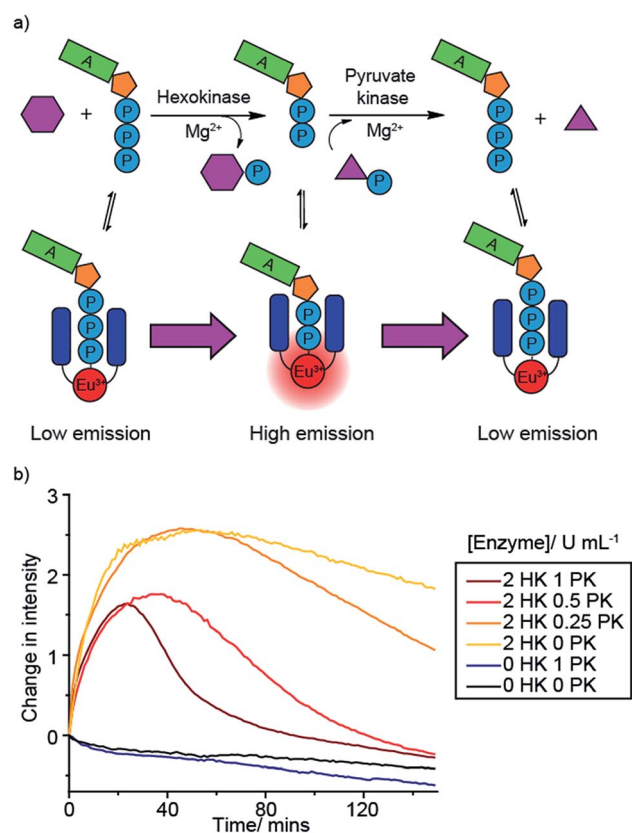 a)
A
P
P
P
+
Hexokinase
Mg²⁺
P
P
P
Pyruvate
kinase
Mg²⁺
P
P
P
P
+
A
A
A
P
P
P
Eu³⁺
A
P
P
Eu³⁺
A
P
P
P
Eu³⁺
Low emission
High emission
Low emission
b)
3
2
1
0
Change in intensity
0
40
80
120
Time/ mins
[Enzyme]/ U mL⁻¹
2 HK 1 PK
2 HK 0.5 PK
2 HK 0.25 PK
2 HK 0 PK
0 HK 1 PK
0 HK 0 PK